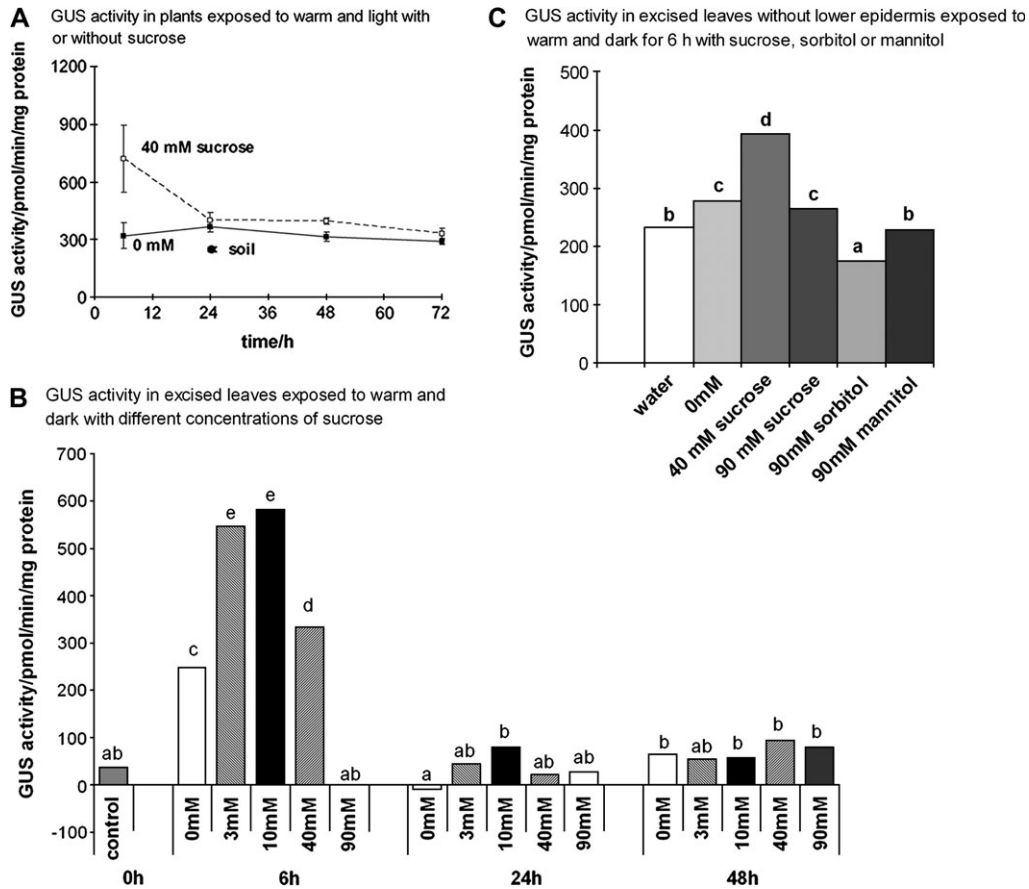 A GUS activity in plants exposed to warm and light with
or without sucrose
GUS activity/pmol/min/mg protein
1200
900
600
300
0
40 mM sucrose
0 mM
soil
0 12 24 36 48 60 72
time/h
C GUS activity in excised leaves without lower epidermis exposed to
warm and dark for 6 h with sucrose, sorbitol or mannitol
GUS activity/pmol/min/mg protein
500
400
300
200
100
0
b c d c a b
water
0mM
40 mM sucrose
90 mM sucrose
90mM sorbitol
90mM mannitol
B GUS activity in excised leaves exposed to warm and
dark with different concentrations of sucrose
GUS activity/pmol/min/mg protein
700
600
500
400
300
200
100
0
-100
ab c e e d ab a ab b ab ab b ab b b b
control 0mM 3mM 10mM 40mM 90mM 0mM 3mM 10mM 40mM 90mM 0mM 3mM 10mM 40mM 90mM
0h 6h 24h 48h